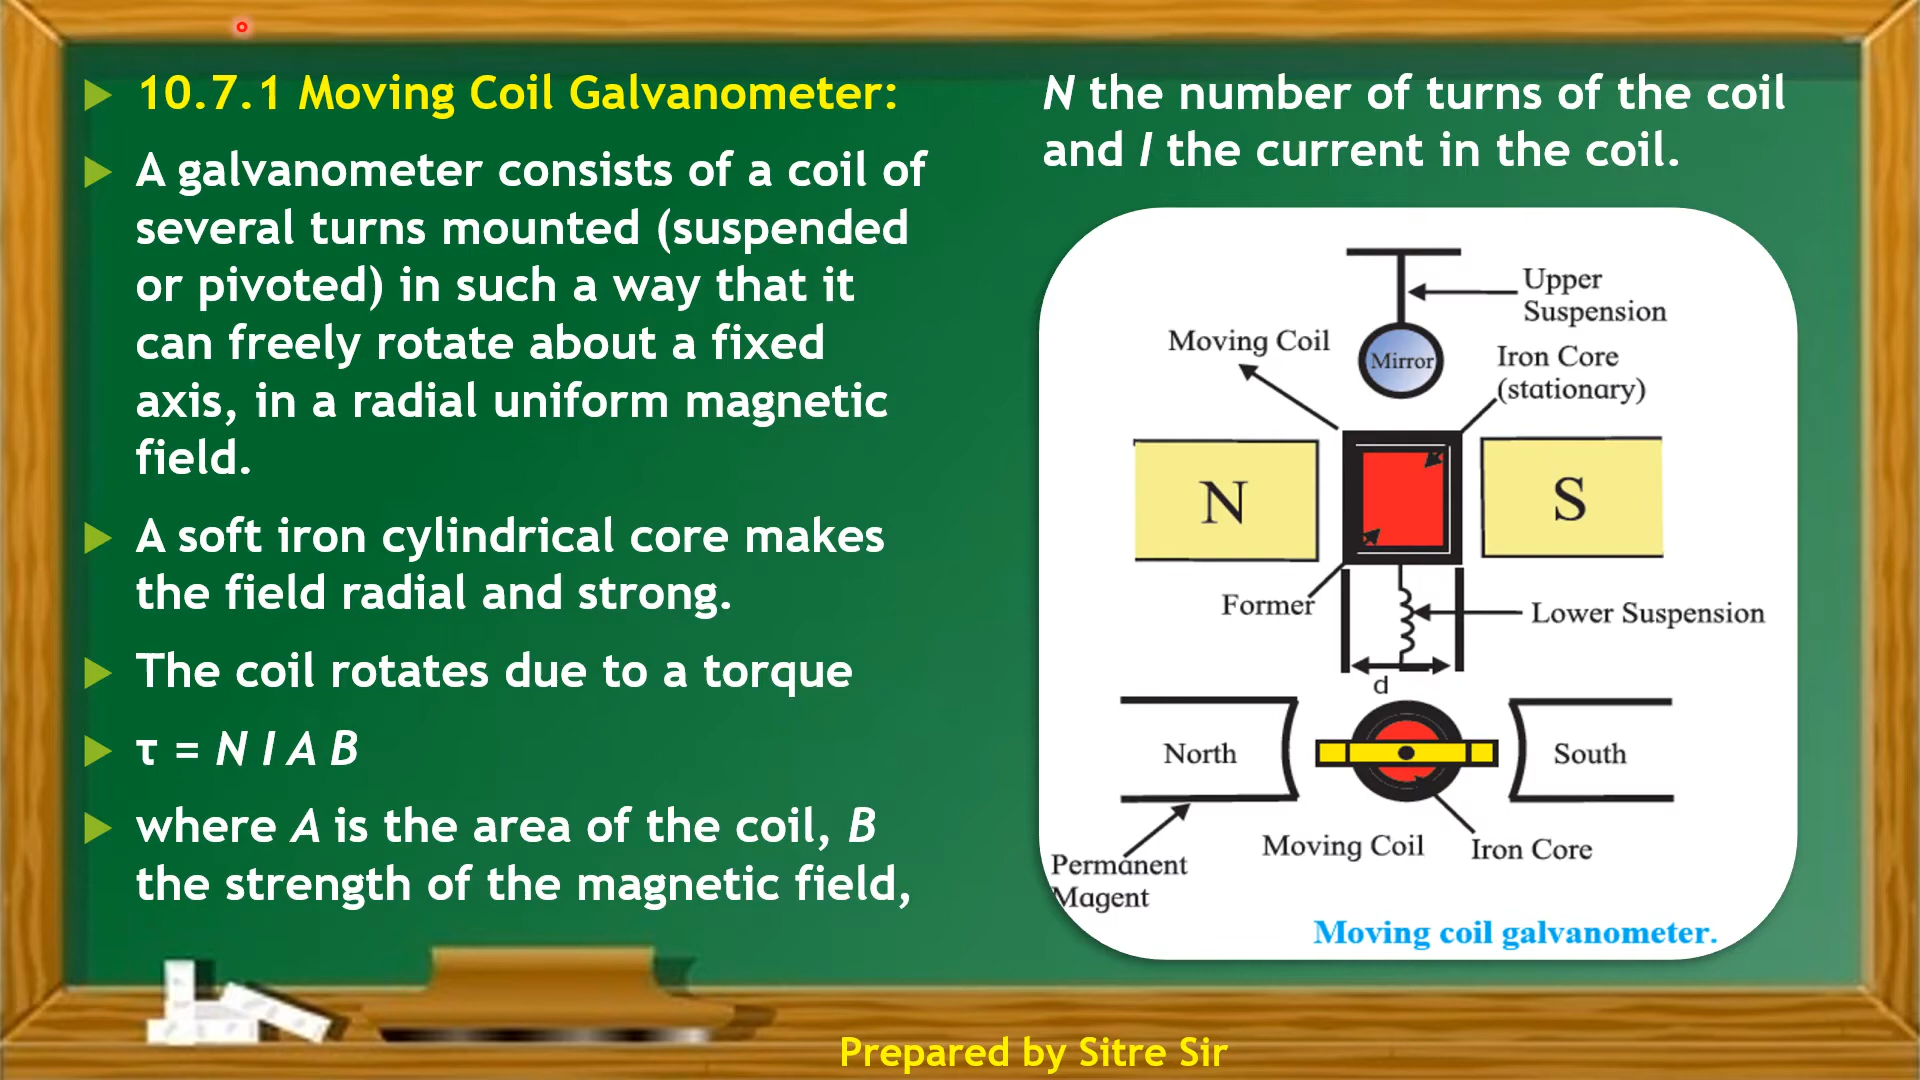 10.7.1 Moving Coil Galvanometer:
A galvanometer consists of a coil of
several turns mounted (suspended
or pivoted) in such a way that it
can freely rotate about a fixed
axis, in a radial uniform magnetic
field.
A soft iron cylindrical core makes
the field radial and strong.
The coil rotates due to a torque
τ = N I A B
where A is the area of the coil, B
the strength of the magnetic field,
N the number of turns of the coil
and I the current in the coil.
Upper
Suspension
Moving Coil
Mirror
Iron Core
(stationary)
N
S
Former
Lower Suspension
d
North
South
Moving Coil
Iron Core
Permanent
Magent
Moving coil galvanometer.
Prepared by Sitre Sir